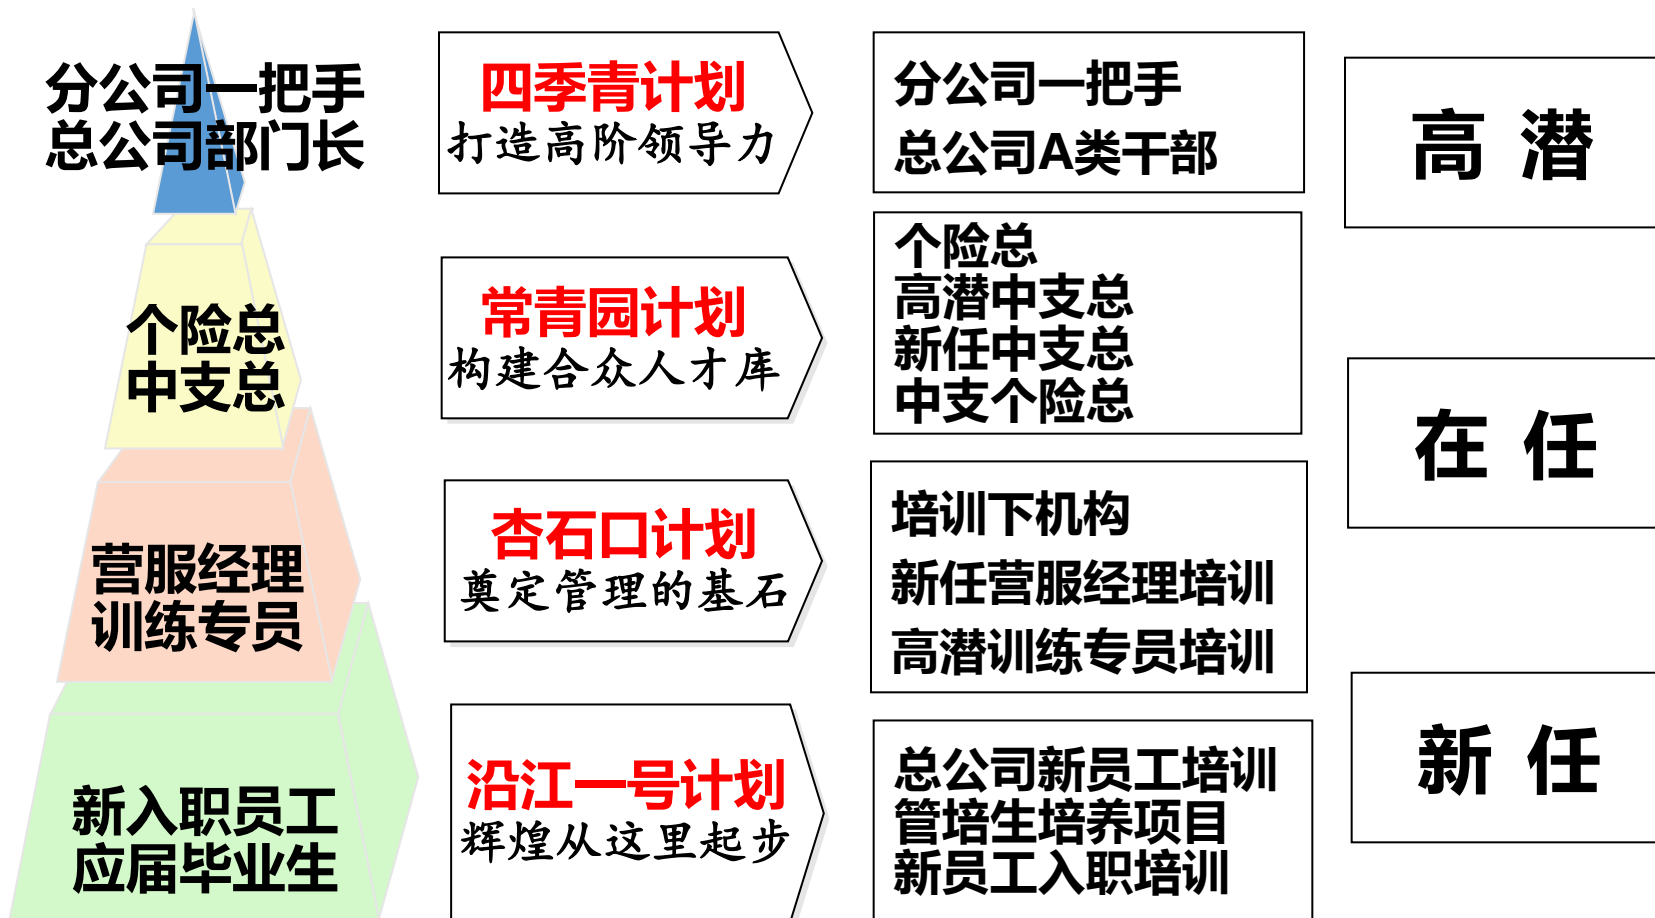 分公司一把手
总公司部门长
四季青计划
打造高阶领导力
分公司一把手
总公司A类干部
高 潜
个险总
中支总
常青园计划
构建合众人才库
个险总
高潜中支总
新任中支总
中支个险总
在 任
营服经理
训练专员
杏石口计划
奠定管理的基石
培训下机构
新任营服经理培训
高潜训练专员培训
新入职员工
应届毕业生
沿江一号计划
辉煌从这里起步
总公司新员工培训
管培生培养项目
新员工入职培训
新 任